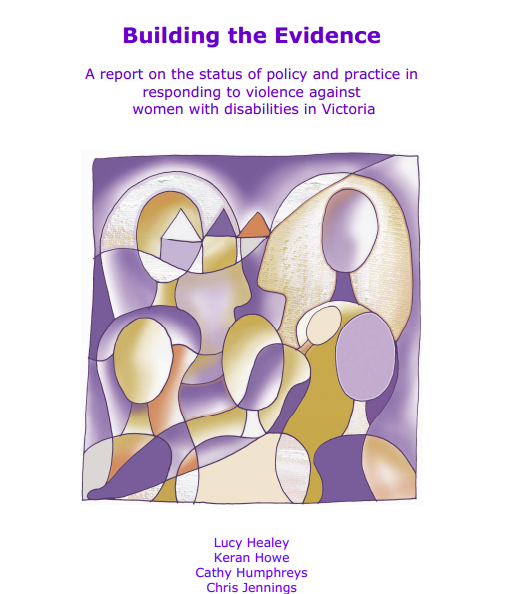 Building the Evidence
A report on the status of policy and practice in
responding to violence against
women with disabilities in Victoria
Lucy Healey
Keran Howe
Cathy Humphreys
Chris Jennings